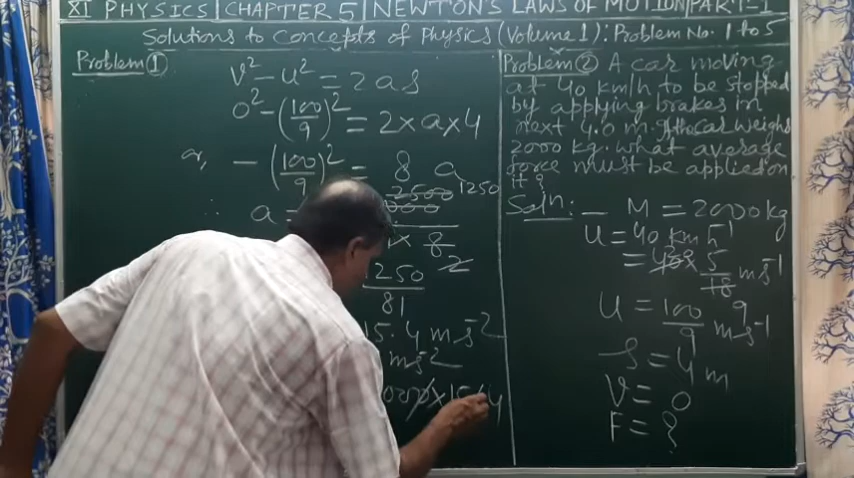 XI PHYSICS | CHAPTER 5 | NEWTON'S LAWS OF MOTION | PART-1
Solutions to Concepts of Physics (Volume 1): Problem No. 1 to 5
Problem ①
V² - u² = 2as
0² - (100/9)² = 2×a×4
or, - (100/9)² = 8 a
a =
2500 1250
× 8
2
1250
81
15.4 ms⁻²
ms⁻²
×15.4
Problem ② A car moving
at 40 km/h to be stopped
by applying brakes in
next 4.0 m. If the car weighs
2000 kg. what average
force must be applied on
it ?
Soln: — M = 2000 kg
u = 40 km h⁻¹
= 40 × 5/18 ms⁻¹
u = 100/9 ms⁻¹
s = 4 m
V = 0
F = ?